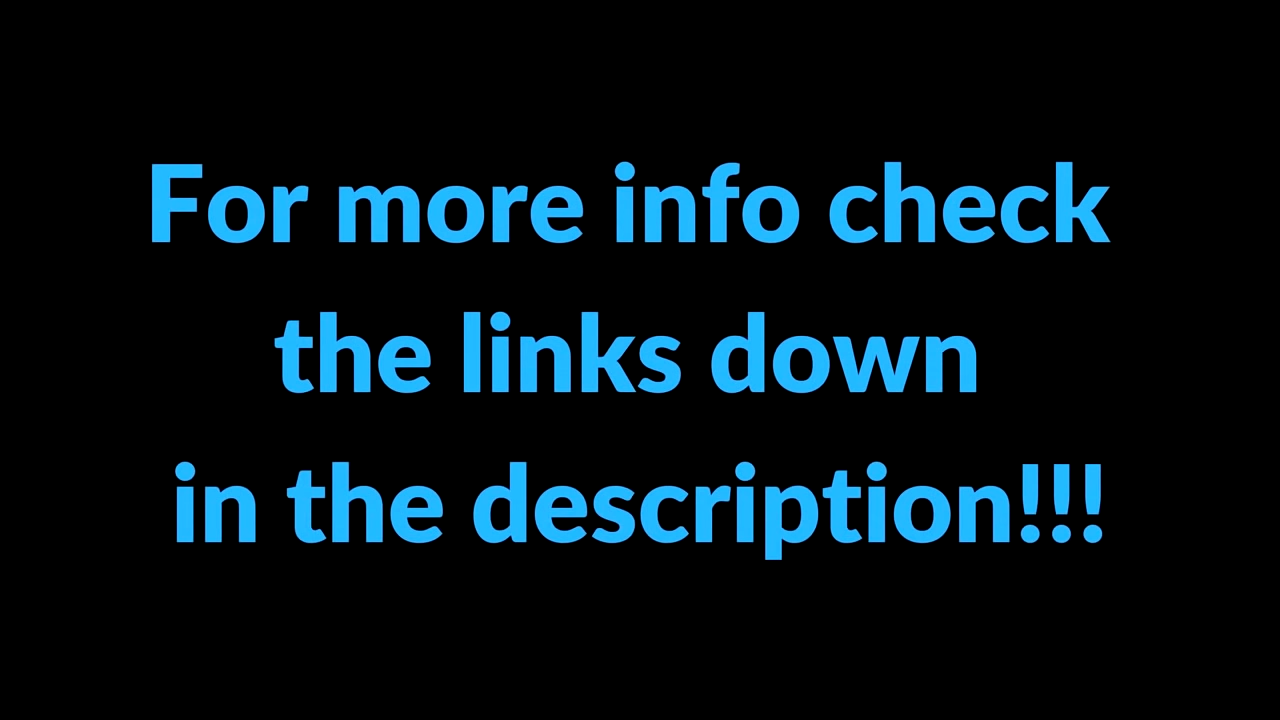 For more info check
the links down
in the description!!!